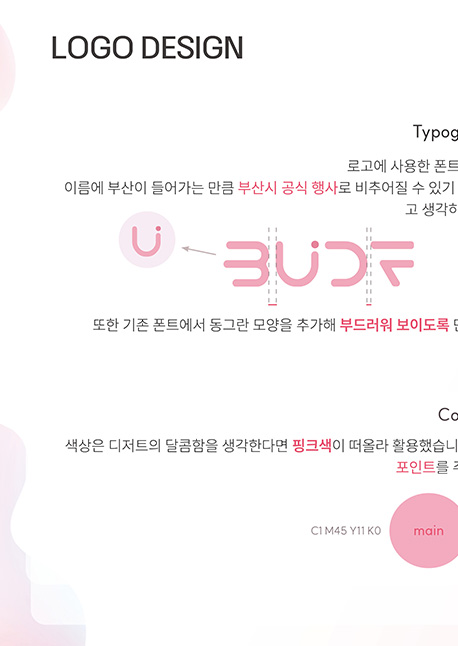 LOGO DESIGN
Typog
로고에 사용한 폰트
이름에 부산이 들어가는 만큼 부산시 공식 행사로 비추어질 수 있기
고 생각하
Ui
BUDF
또한 기존 폰트에서 동그란 모양을 추가해 부드러워 보이도록
Co
색상은 디저트의 달콤함을 생각한다면 핑크색이 떠올라 활용했습니
포인트를 주
C1 M45 Y11 K0
main